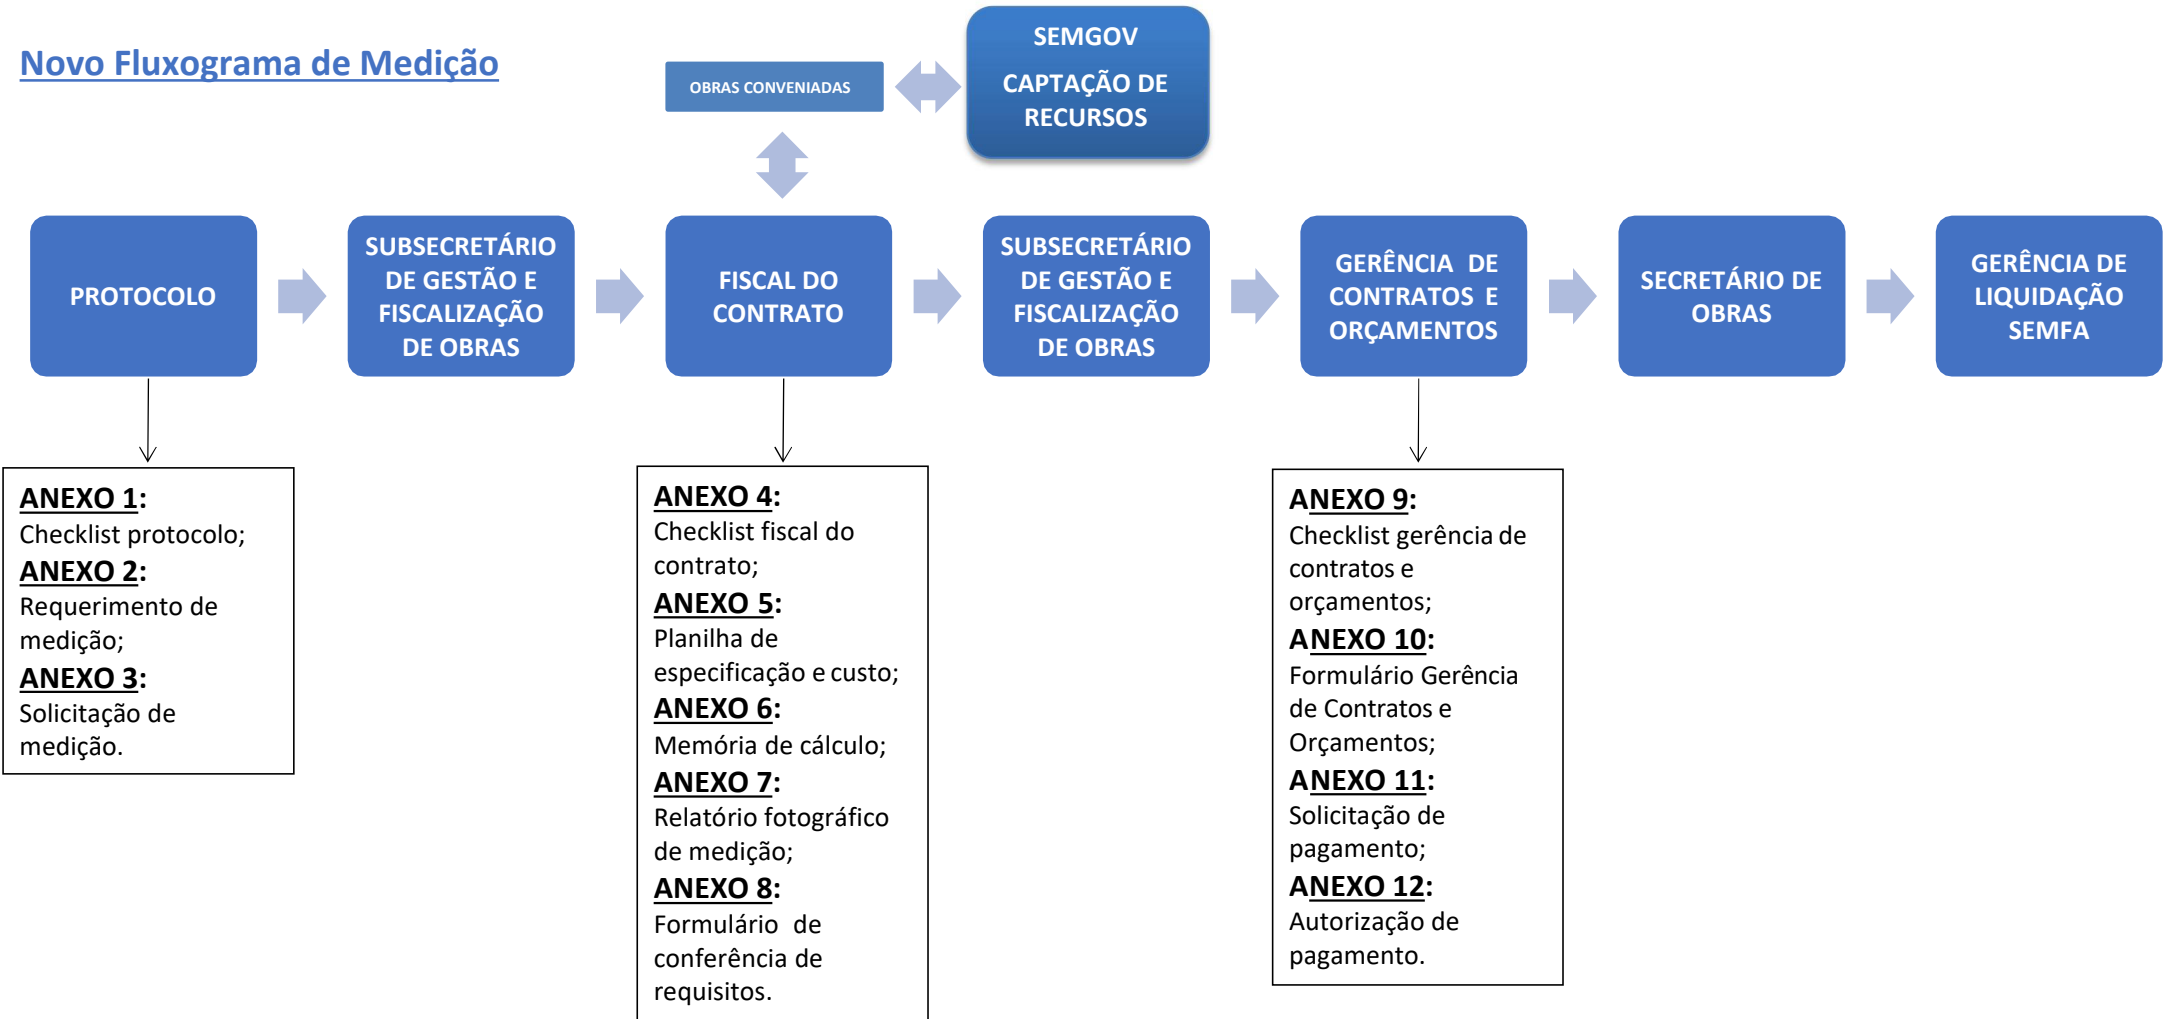 Novo Fluxograma de Medição
OBRAS CONVENIADAS
SEMGOV
CAPTAÇÃO DE
RECURSOS
PROTOCOLO
SUBSECRETÁRIO
DE GESTÃO E
FISCALIZAÇÃO
DE OBRAS
FISCAL DO
CONTRATO
SUBSECRETÁRIO
DE GESTÃO E
FISCALIZAÇÃO
DE OBRAS
GERÊNCIA DE
CONTRATOS E
ORÇAMENTOS
SECRETÁRIO DE
OBRAS
GERÊNCIA DE
LIQUIDAÇÃO
SEMFA
ANEXO 1:
Checklist protocolo;
ANEXO 2:
Requerimento de
medição;
ANEXO 3:
Solicitação de
medição.
ANEXO 4:
Checklist fiscal do
contrato;
ANEXO 5:
Planilha de
especificação e custo;
ANEXO 6:
Memória de cálculo;
ANEXO 7:
Relatório fotográfico
de medição;
ANEXO 8:
Formulário de
conferência de
requisitos.
ANEXO 9:
Checklist gerência de
contratos e
orçamentos;
ANEXO 10:
Formulário Gerência
de Contratos e
Orçamentos;
ANEXO 11:
Solicitação de
pagamento;
ANEXO 12:
Autorização de
pagamento.